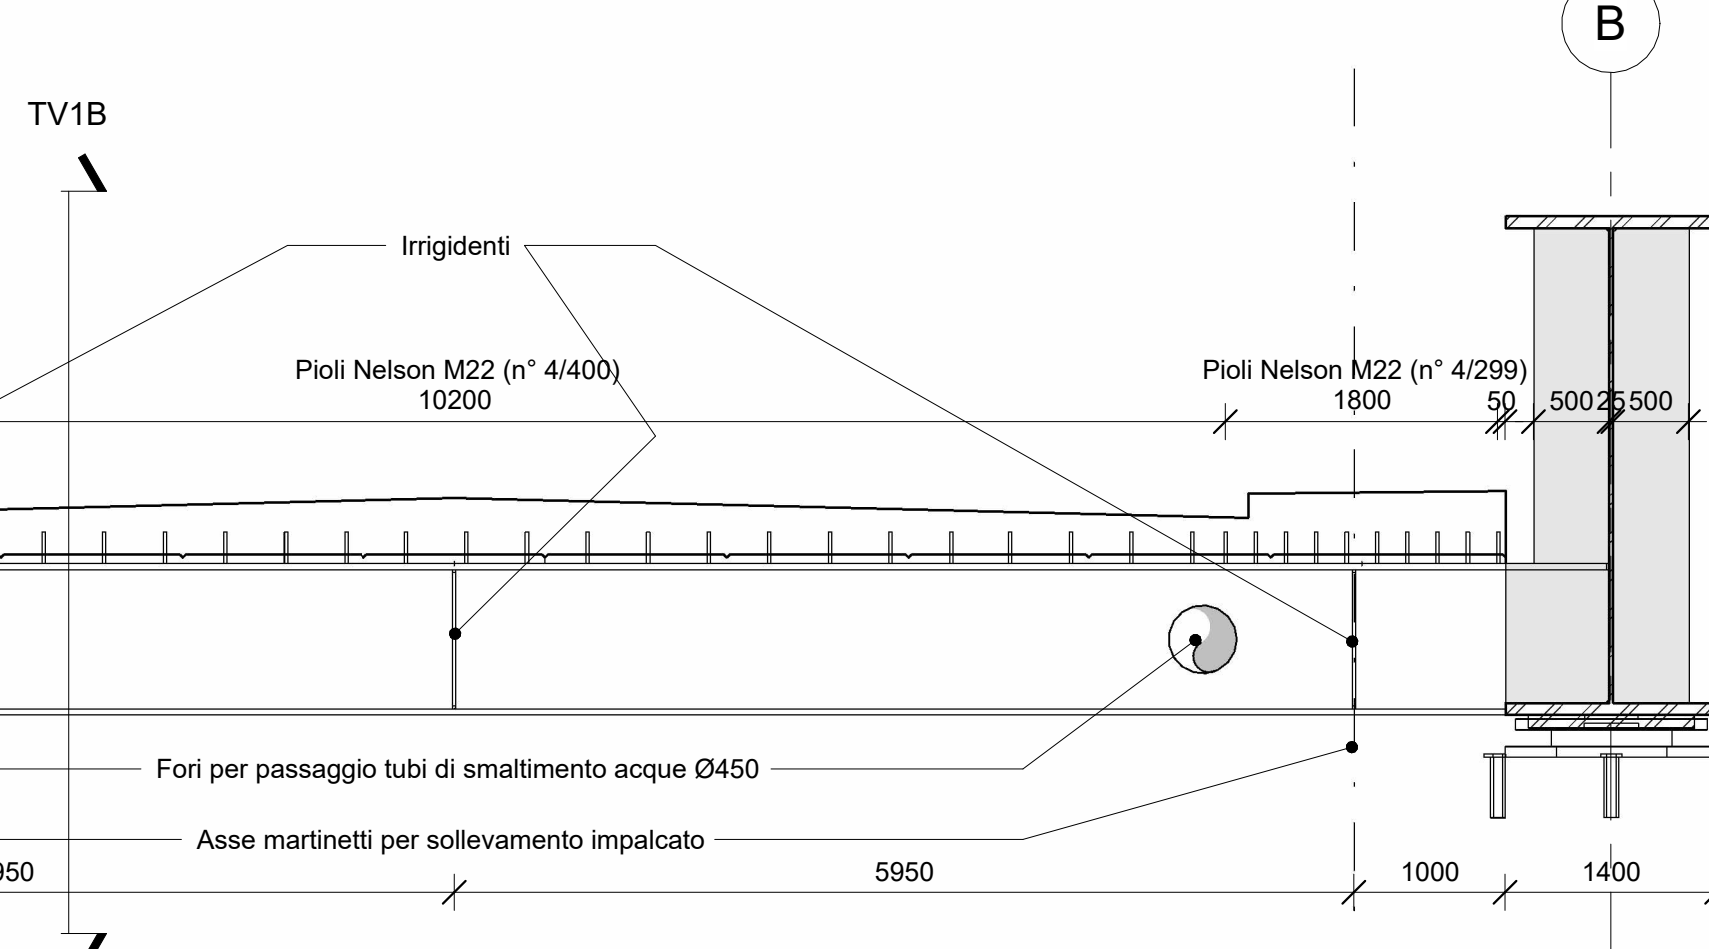 B
TV1B
Irrigidenti
Pioli Nelson M22 (n° 4/400)
Pioli Nelson M22 (n° 4/299)
10200
1800
50
500
25
500
Fori per passaggio tubi di smaltimento acque Ø450
Asse martinetti per sollevamento impalcato
950
5950
1000
1400